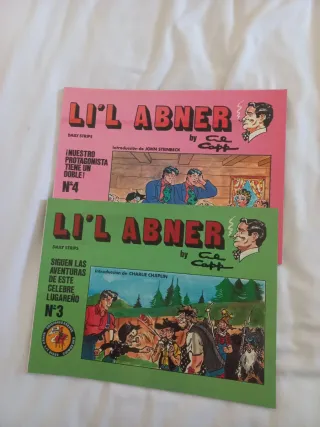 LI'L ABNER
DAILY STRIPS
by Al Capp
Introducción de JOHN STEINBECK
¡NUESTRO
PROTAGONISTA
TIENE UN
DOBLE!
Nº4
LI'L ABNER
DAILY STRIPS
by Al Capp
SIGUEN LAS
AVENTURAS
DE ESTE
CELEBRE
LUGAREÑO
Introducción de CHARLIE CHAPLIN
Nº3